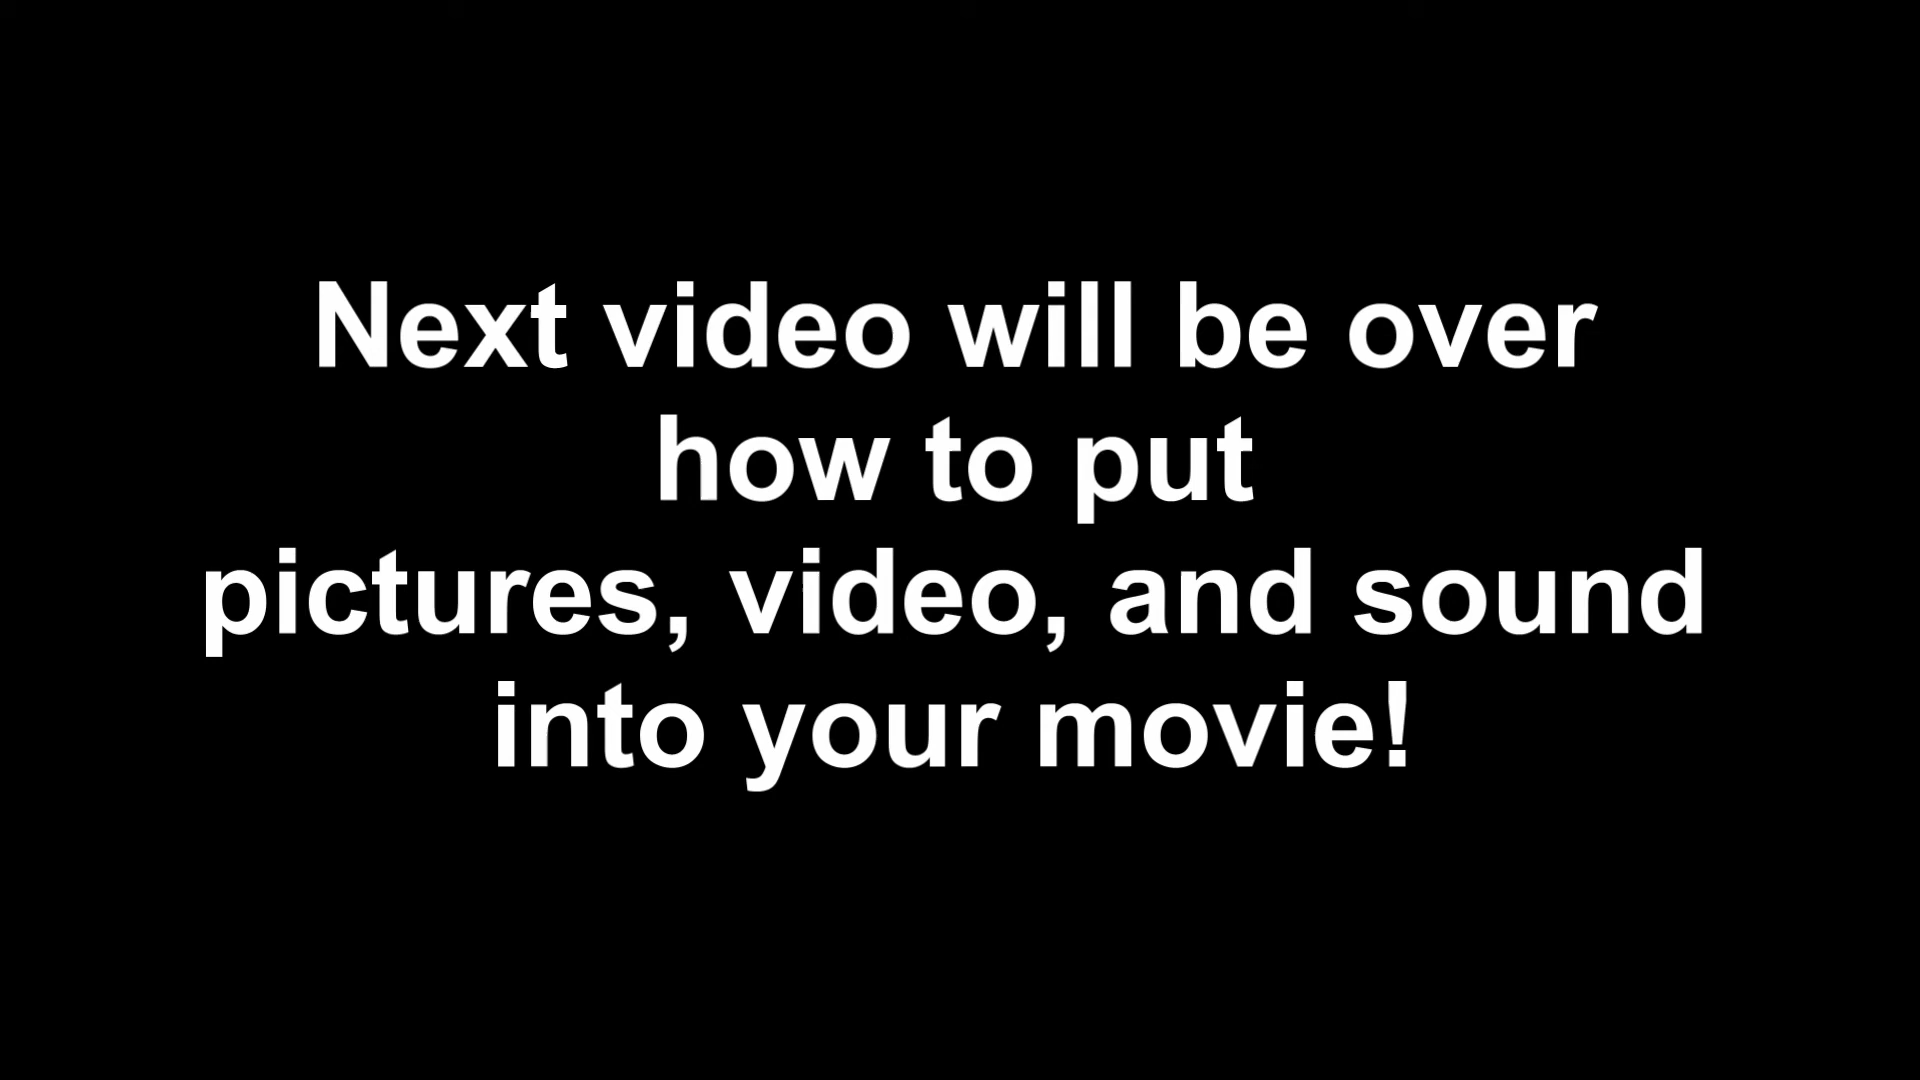 Next video will be over
how to put
pictures, video, and sound
into your movie!